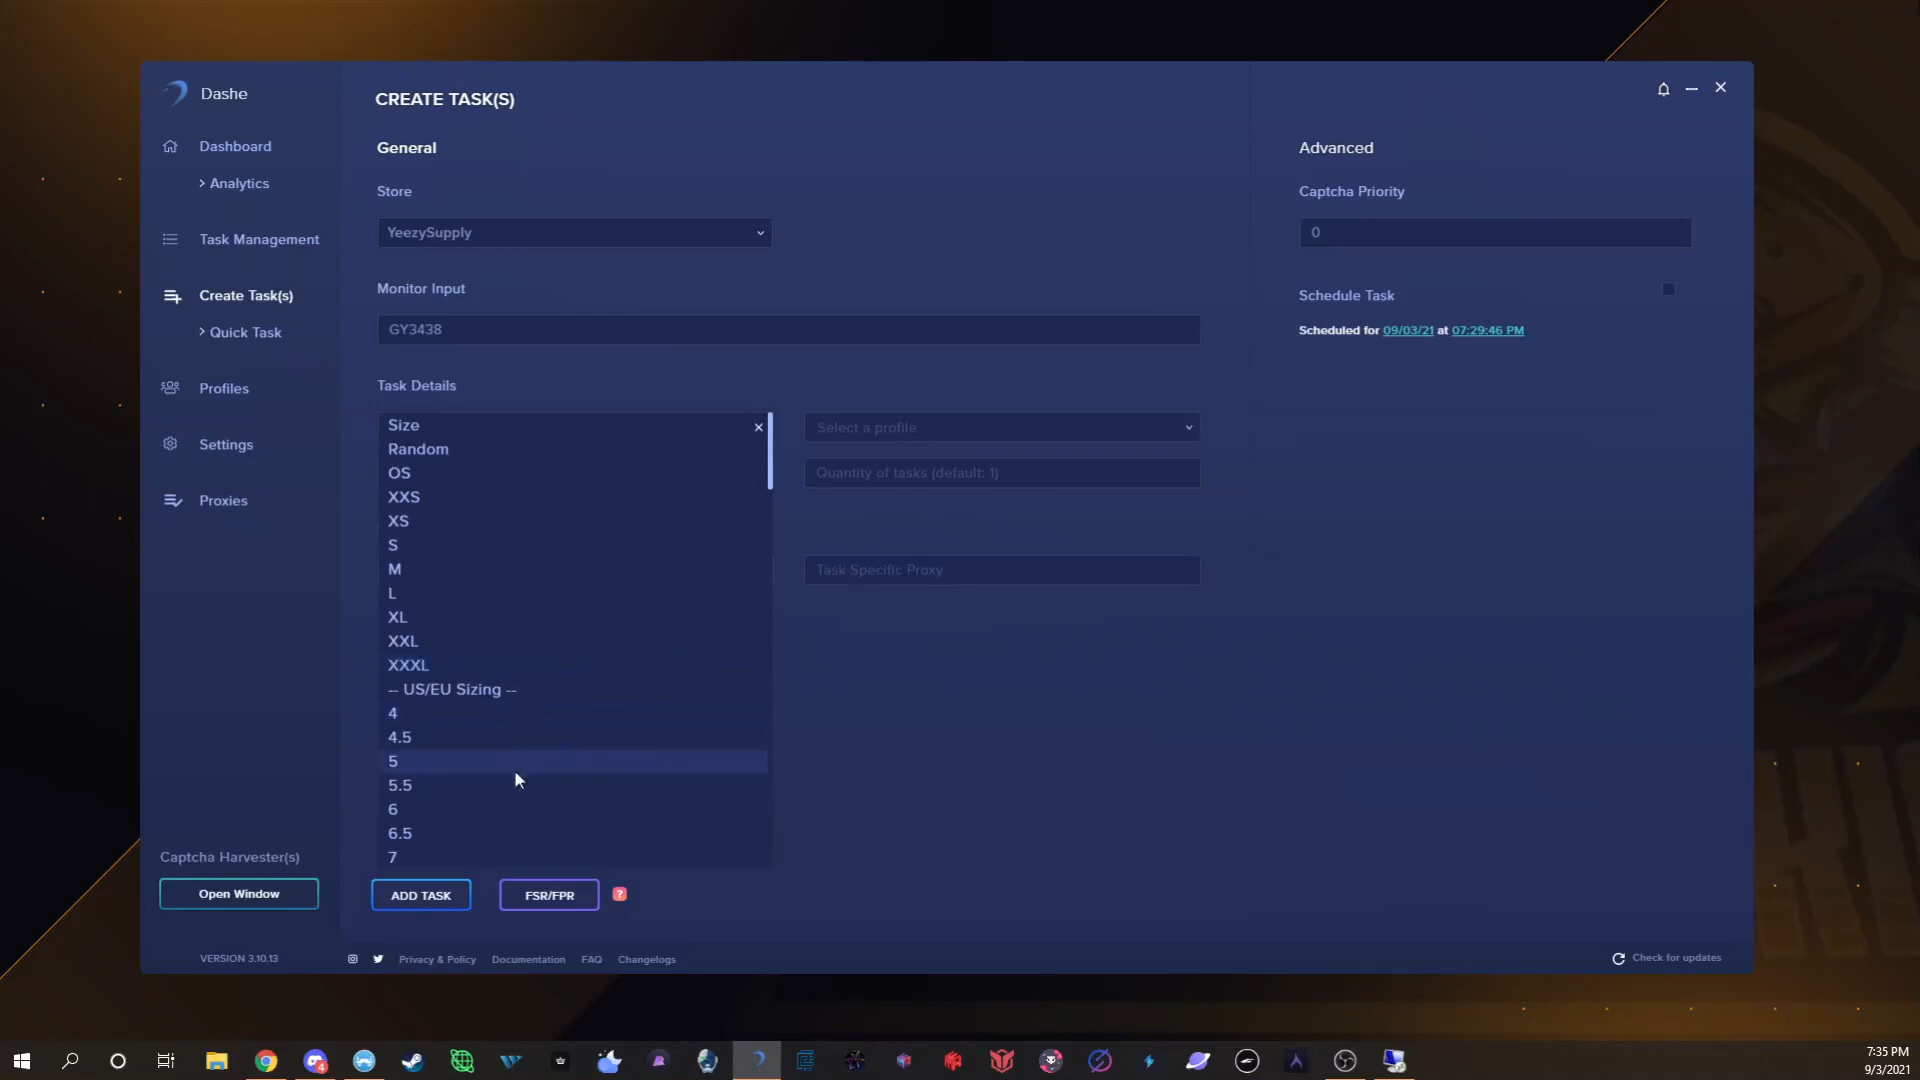 Dashe
Dashboard
> Analytics
Task Management
Create Task(s)
> Quick Task
Profiles
Settings
Proxies
Captcha Harvester(s)
Open Window
VERSION 3.10.13
CREATE TASK(S)
General
Store
YeezySupply
Monitor Input
GY3438
Task Details
Size
Random
OS
XXS
XS
S
M
L
XL
XXL
XXXL
-- US/EU Sizing --
4
4.5
5
5.5
6
6.5
7
Select a profile
Quantity of tasks (default: 1)
Task Specific Proxy
ADD TASK
FSR/FPR
?
Advanced
Captcha Priority
0
Schedule Task
Scheduled for 09/03/21 at 07:29:46 PM
Privacy & Policy
Documentation
FAQ
Changelogs
Check for updates
4
7:35 PM
9/3/2021